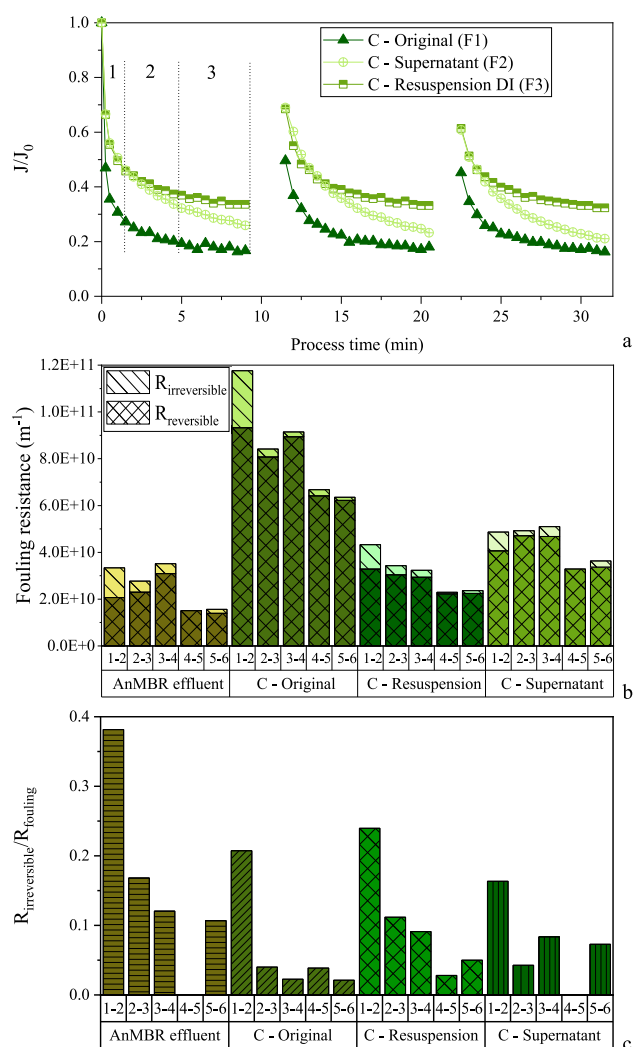 1.0
0.8
0.6
0.4
0.2
0.0
J/J0
1 2 3
C - Original (F1)
C - Supernatant (F2)
C - Resuspension DI (F3)
0 5 10 15 20 25 30
Process time (min)
a
1.2E+11
1.0E+11
8.0E+10
6.0E+10
4.0E+10
2.0E+10
0.0E+0
Fouling resistance (m-1)
Rirreversible
Rreversible
1-2 2-3 3-4 4-5 5-6 1-2 2-3 3-4 4-5 5-6 1-2 2-3 3-4 4-5 5-6 1-2 2-3 3-4 4-5 5-6
AnMBR effluent C - Original C - Resuspension C - Supernatant
b
0.4
0.3
0.2
0.1
0.0
Rirreversible/Rfouling
1-2 2-3 3-4 4-5 5-6 1-2 2-3 3-4 4-5 5-6 1-2 2-3 3-4 4-5 5-6 1-2 2-3 3-4 4-5 5-6
AnMBR effluent C - Original C - Resuspension C - Supernatant
c